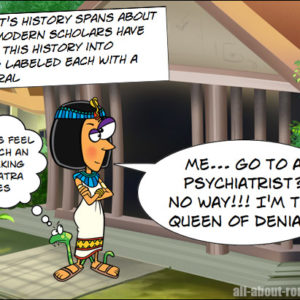 T'S HISTORY SPANS ABOUT
MODERN SCHOLARS HAVE
THIS HISTORY INTO
LABELED EACH WITH A
RAL
S FEEL
CH AN
KING
ATRA
ES
ME... GO TO A
PSYCHIATRIST?
NO WAY!!! I'M T
QUEEN OF DENIA
all-about-ro